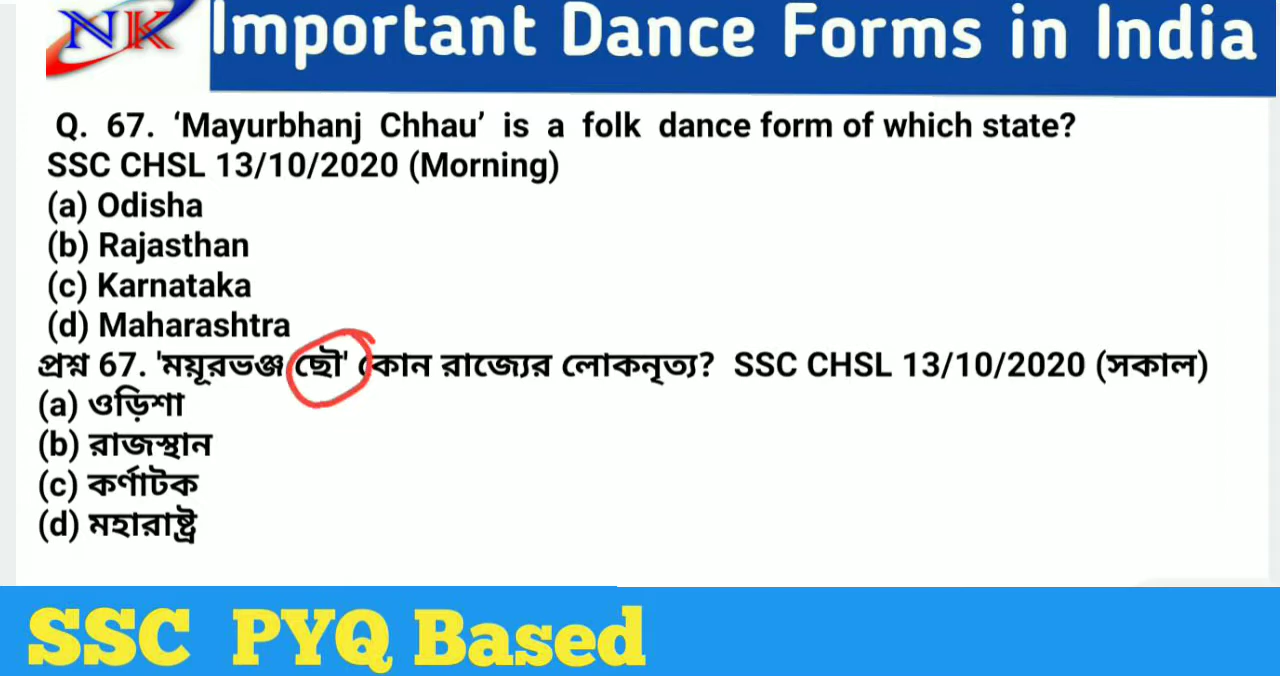 NK Important Dance Forms in India
Q. 67. ‘Mayurbhanj Chhau’ is a folk dance form of which state?
SSC CHSL 13/10/2020 (Morning)
(a) Odisha
(b) Rajasthan
(c) Karnataka
(d) Maharashtra
প্রশ্ন 67. 'ময়ূরভঞ্জ ছৌ' কোন রাজ্যের লোকনৃত্য? SSC CHSL 13/10/2020 (সকাল)
(a) ওড়িশা
(b) রাজস্থান
(c) কর্ণাটক
(d) মহারাষ্ট্র
SSC PYQ Based